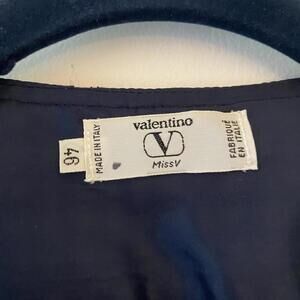 valentino
V
MissV
MADE IN ITALY
FABRIQUÉ
EN ITALIE
46